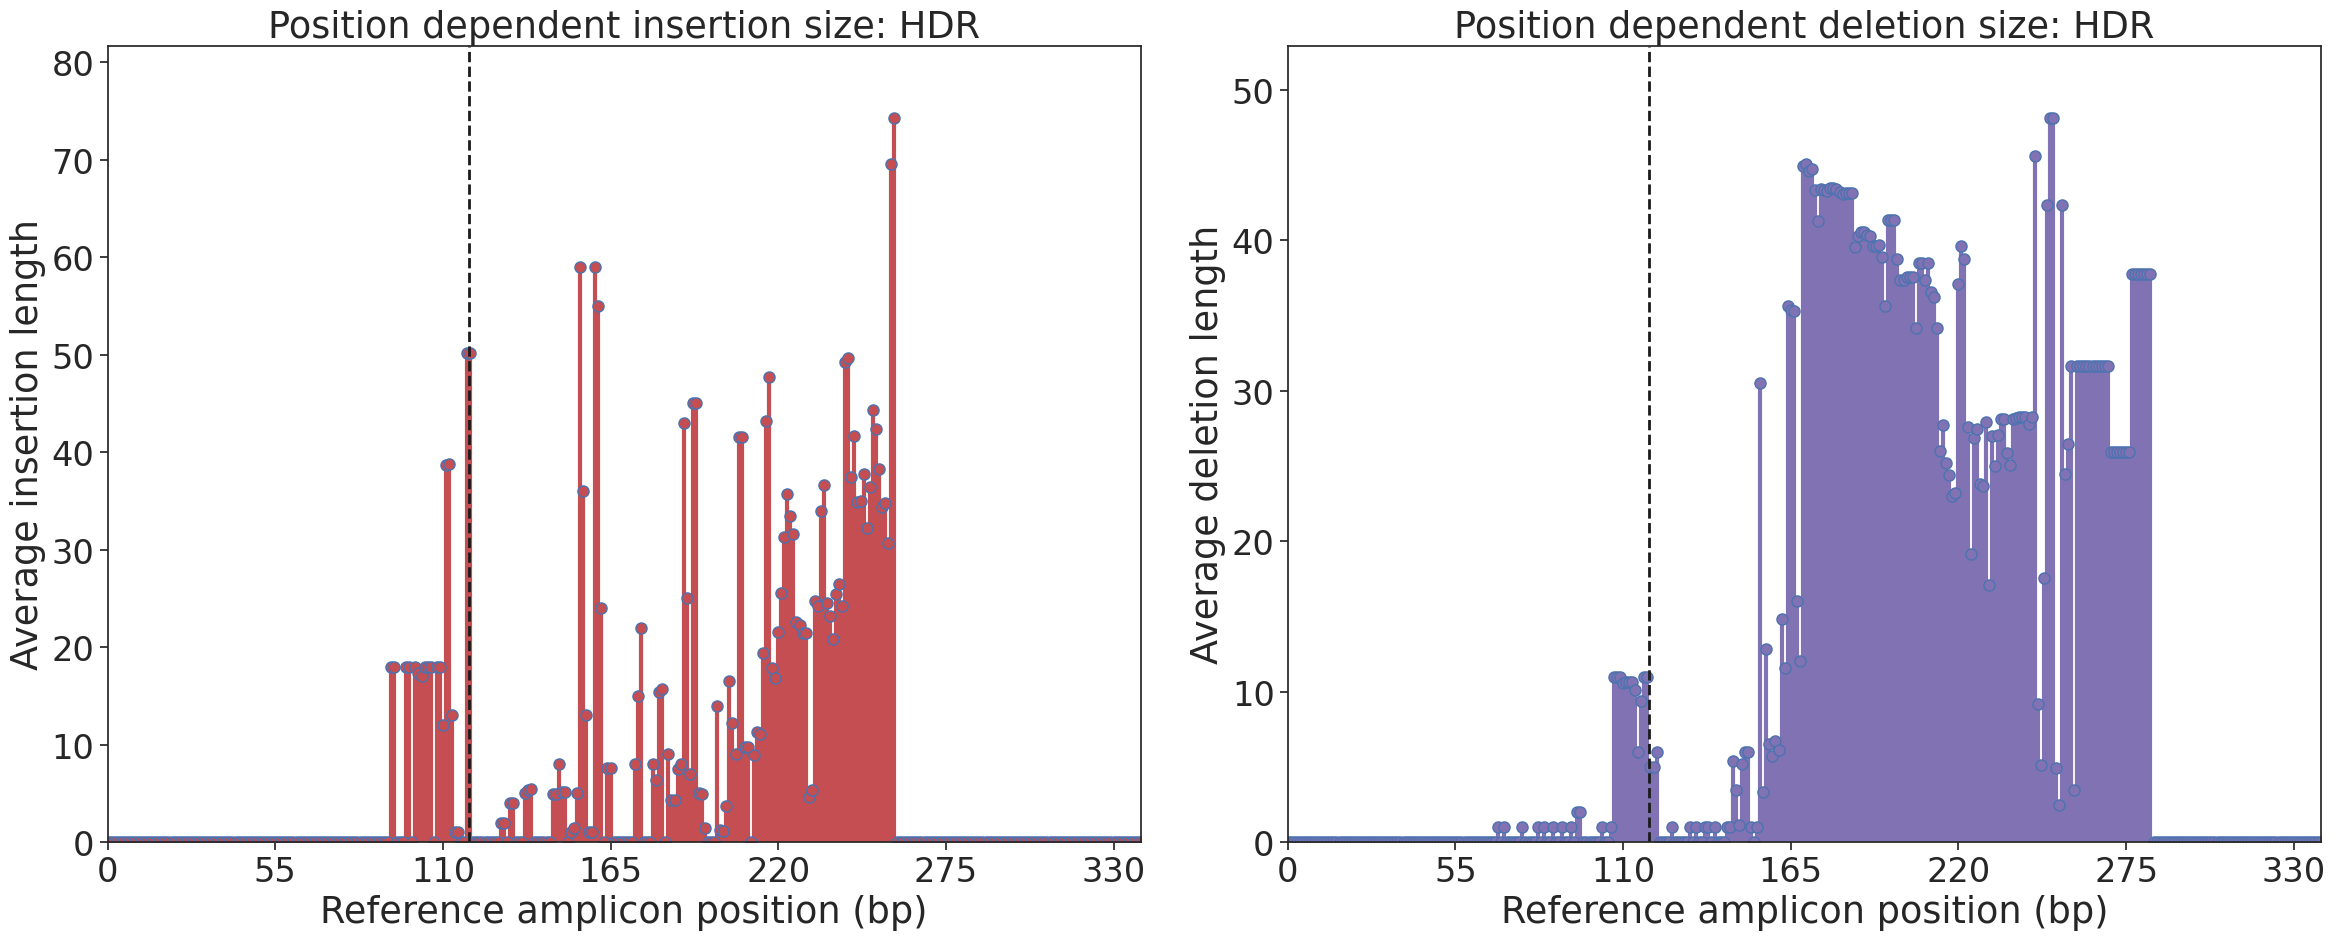 Position dependent insertion size: HDR
Average insertion length
80
70
60
50
40
30
20
10
0
0 55 110 165 220 275 330
Reference amplicon position (bp)
Position dependent deletion size: HDR
Average deletion length
50
40
30
20
10
0
0 55 110 165 220 275 330
Reference amplicon position (bp)